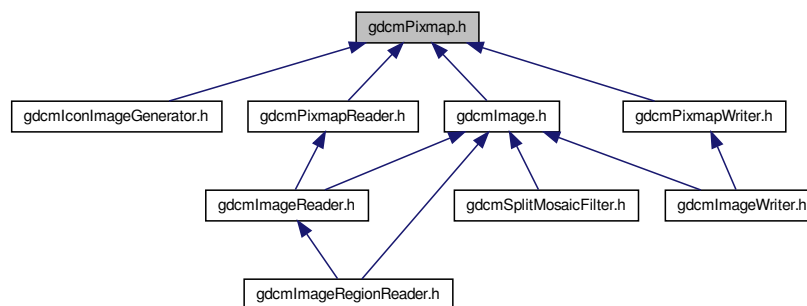 gdcmPixmap.h
gdcmIconImageGenerator.h
gdcmPixmapReader.h
gdcmImage.h
gdcmPixmapWriter.h
gdcmImageReader.h
gdcmSplitMosaicFilter.h
gdcmImageWriter.h
gdcmImageRegionReader.h